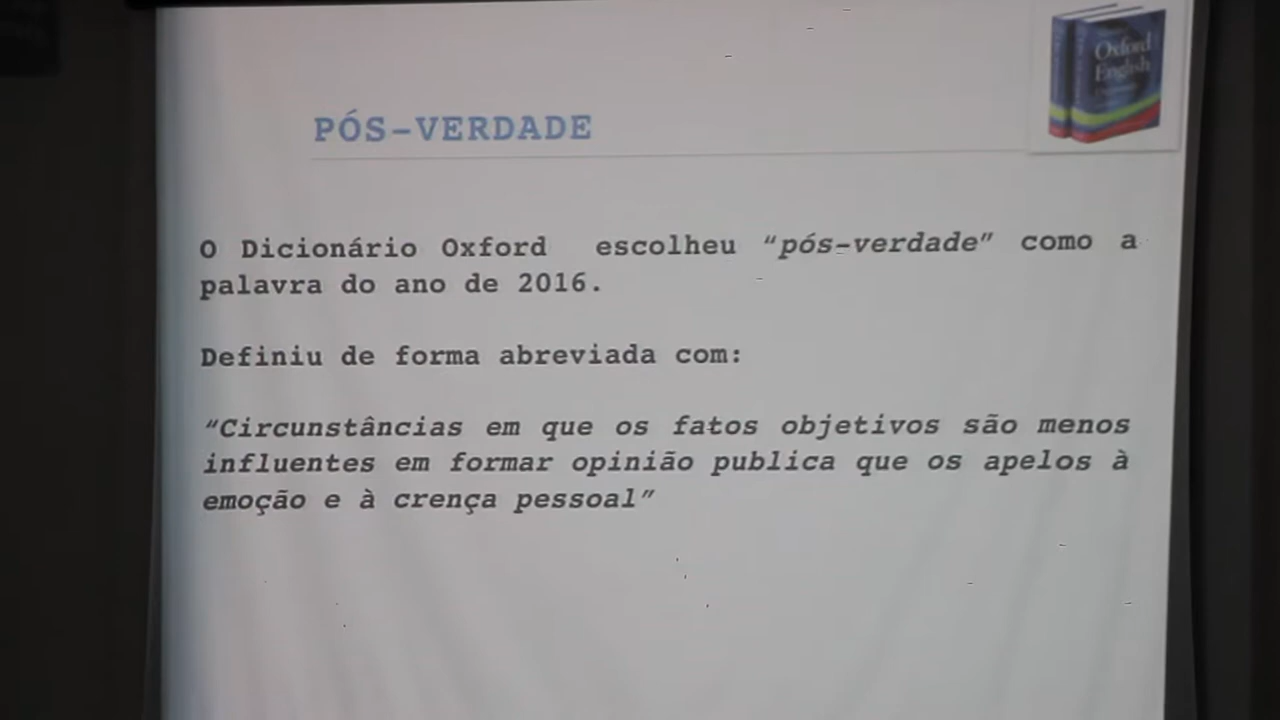 Oxford
English
PÓS-VERDADE
O Dicionário Oxford escolheu “pós-verdade” como a
palavra do ano de 2016.
Definiu de forma abreviada com:
“Circunstâncias em que os fatos objetivos são menos
influentes em formar opinião publica que os apelos à
emoção e à crença pessoal”